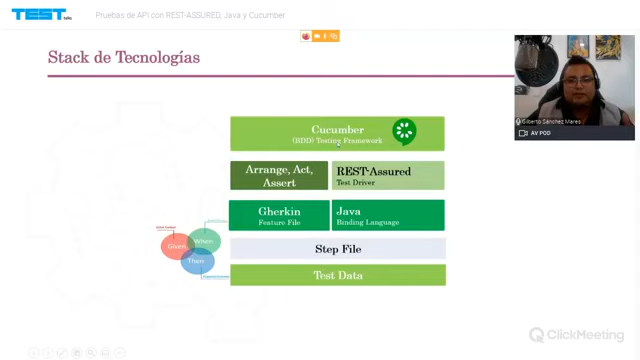 TEST
talks
Pruebas de API con REST-ASSURED, Java y Cucumber
Stack de Tecnologías
Gilberto Sánchez Mares
AV POD
Cucumber
(BDD) Testing Framework
Arrange, Act,
Assert
REST-Assured
Test Driver
Gherkin
Feature File
Java
Binding Language
Given
When
Then
Step File
Test Data
ClickMeeting